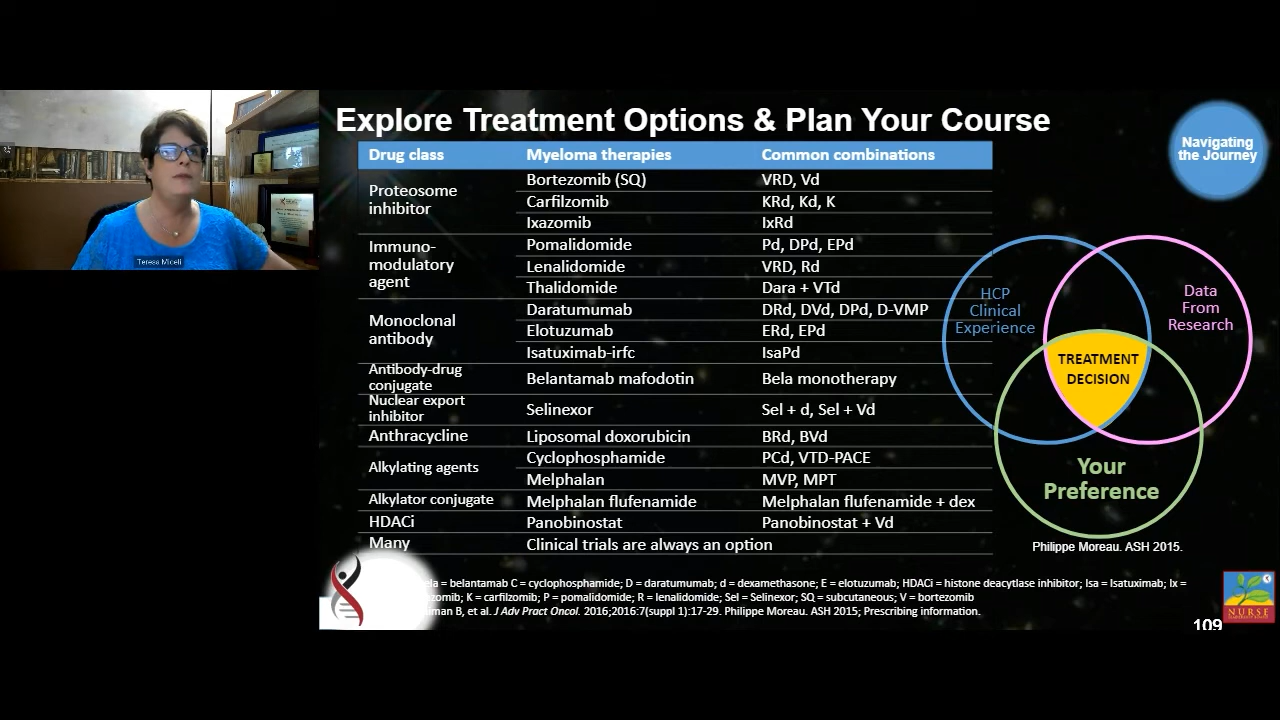 Explore Treatment Options & Plan Your Course
Navigating
the Journey
Drug class Myeloma therapies Common combinations
Proteosome
inhibitor
Bortezomib (SQ) VRD, Vd
Carfilzomib KRd, Kd, K
Ixazomib IxRd
Immuno-
modulatory
agent
Pomalidomide Pd, DPd, EPd
Lenalidomide VRD, Rd
Thalidomide Dara + VTd
Monoclonal
antibody
Daratumumab DRd, DVd, DPd, D-VMP
Elotuzumab ERd, EPd
Isatuximab-irfc IsaPd
Antibody-drug
conjugate
Belantamab mafodotin Bela monotherapy
Nuclear export
inhibitor
Selinexor Sel + d, Sel + Vd
Anthracycline Liposomal doxorubicin BRd, BVd
Alkylating agents
Cyclophosphamide PCd, VTD-PACE
Melphalan MVP, MPT
Alkylator conjugate Melphalan flufenamide Melphalan flufenamide + dex
HDACi Panobinostat Panobinostat + Vd
Many Clinical trials are always an option
HCP
Clinical
Experience
Data
From
Research
TREATMENT
DECISION
Your
Preference
Philippe Moreau. ASH 2015.
= belantamab C = cyclophosphamide; D = daratumumab; d = dexamethasone; E = elotuzumab; HDACi = histone deacytlase inhibitor; Isa = Isatuximab; Ix =
K = carfilzomib; P = pomalidomide; R = lenalidomide; Sel = Selinexor; SQ = subcutaneous; V = bortezomib
B, et al. J Adv Pract Oncol. 2016;2016:7(suppl 1):17-29. Philippe Moreau. ASH 2015; Prescribing information.
Teresa Miceli
NURSE
109